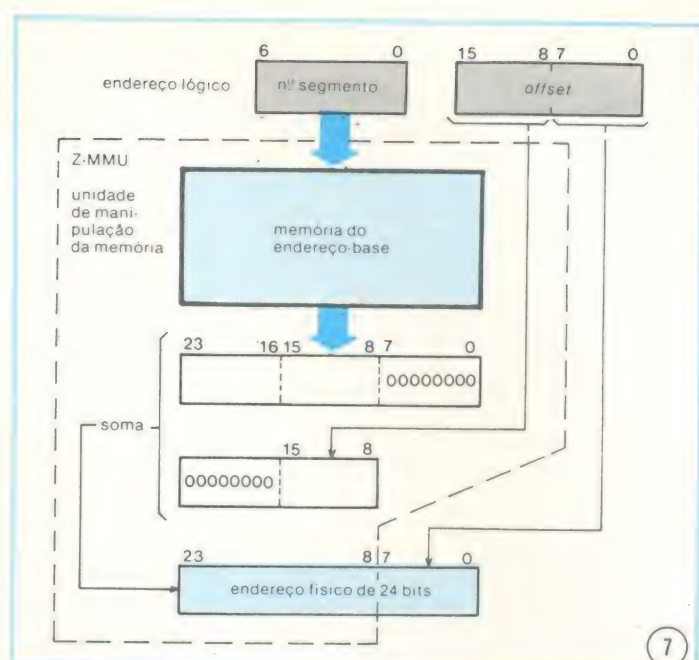 6 0
15 8 7 0
endereço lógico
nº segmento
offset
Z-MMU
unidade
de mani-
pulação
da memória
memória do
endereço-base
23 16 15 8 7 0
00000000
soma
15 8
00000000
23 8 7 0
endereço físico de 24 bits
7